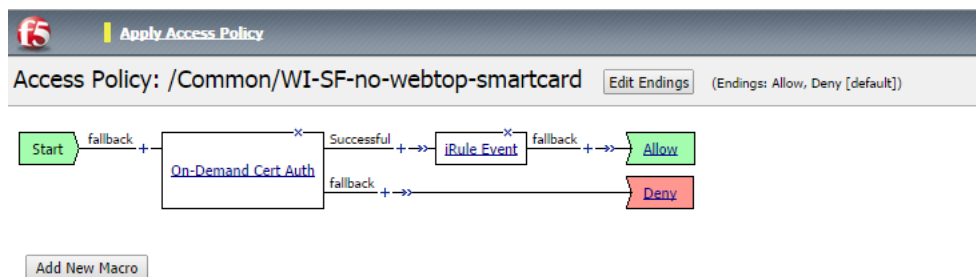 f5
Apply Access Policy
Access Policy: /Common/WI-SF-no-webtop-smartcard Edit Endings (Endings: Allow, Deny [default])
Start fallback + On-Demand Cert Auth × Successful + iRule Event × fallback + Allow
fallback + Deny
Add New Macro